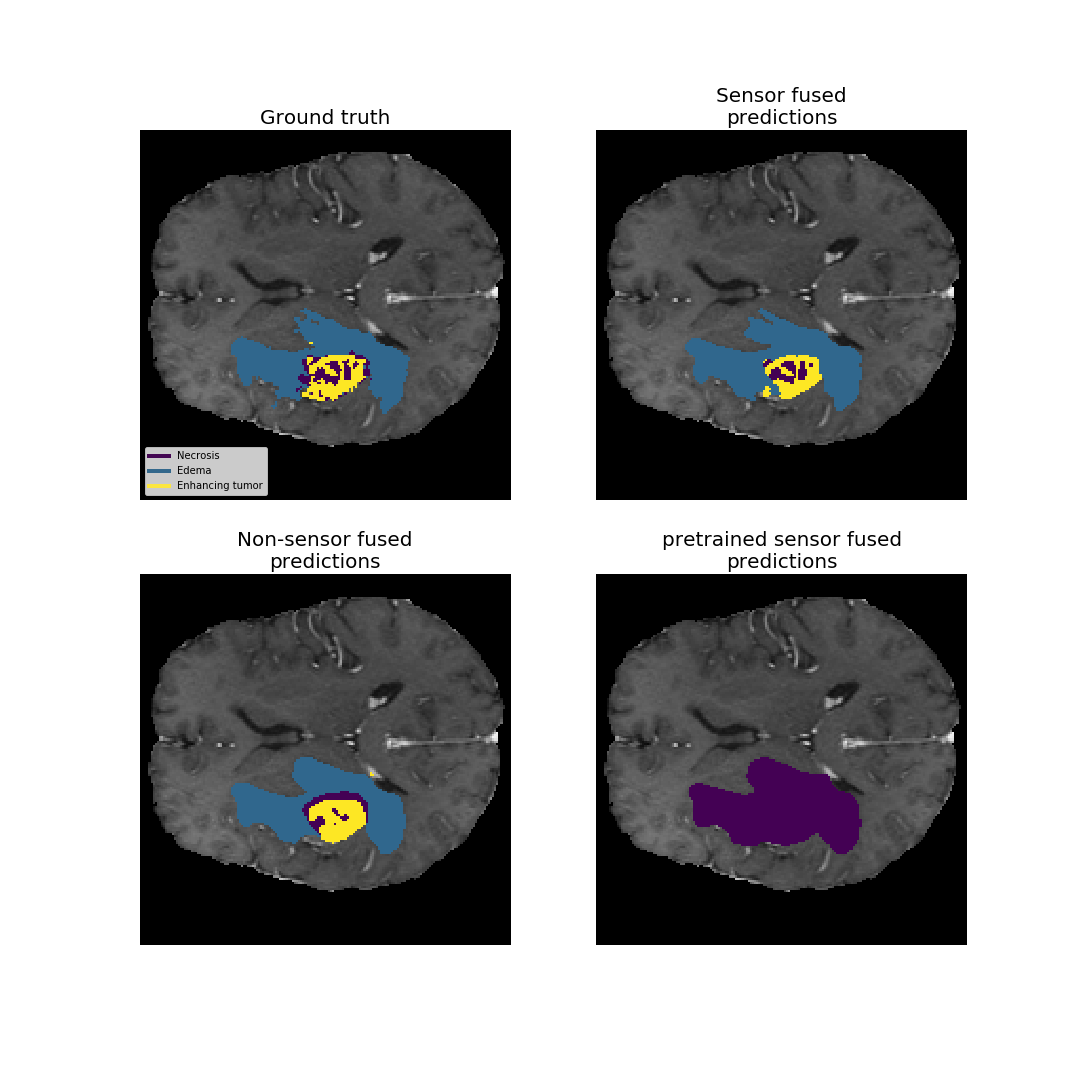 Ground truth
Sensor fused
predictions
Necrosis
Edema
Enhancing tumor
Non-sensor fused
predictions
pretrained sensor fused
predictions